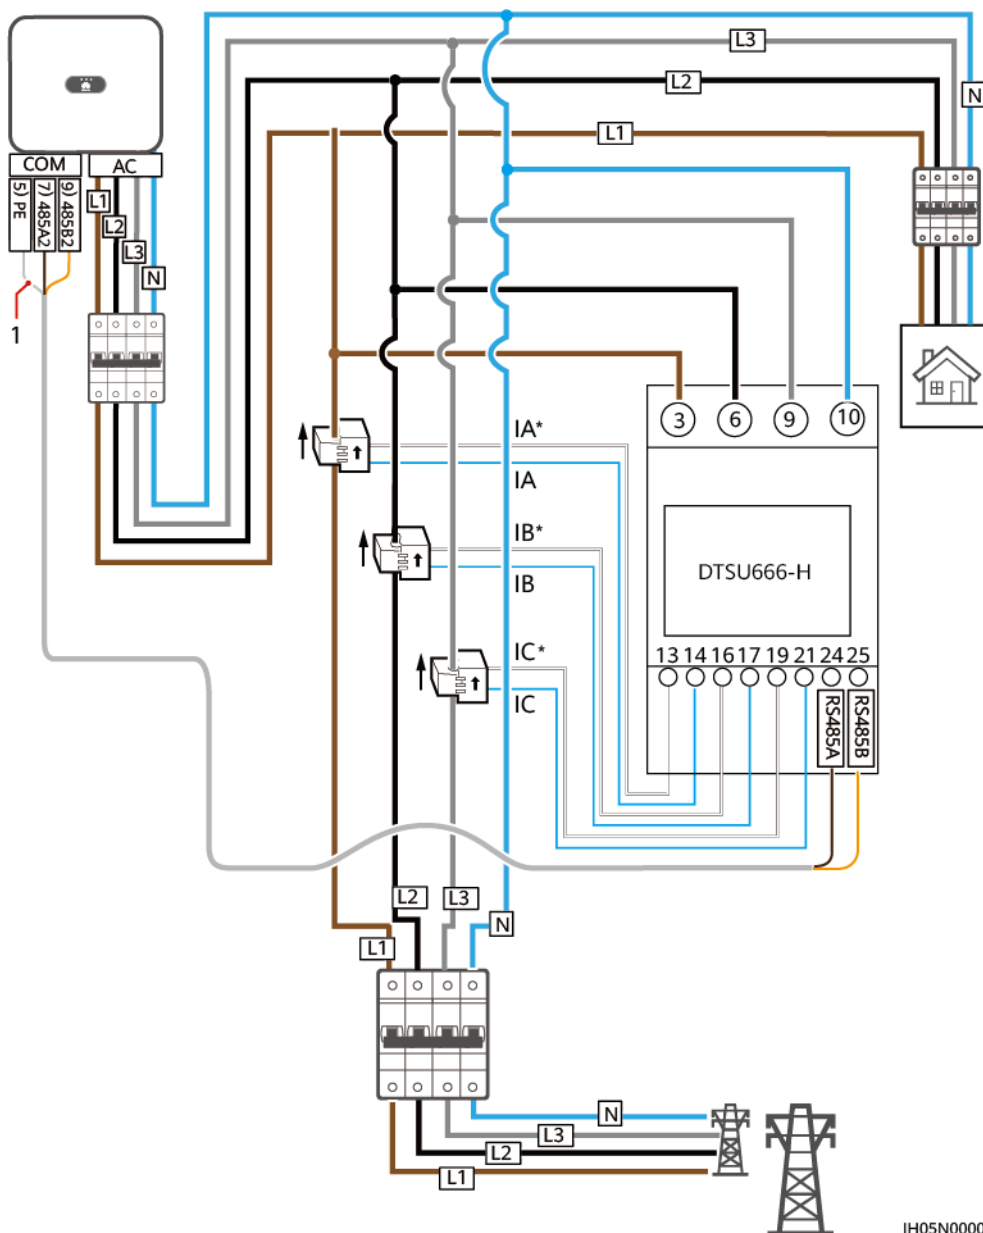 L3
L2
N
L1
COM
AC
5) PE
7) 485A2
9) 485B2
L1
L2
L3
N
1
3
6
9
10
IA*
IA
IB*
IB
DTSU666-H
IC*
IC
13 14 16 17 19 21 24 25
RS485A
RS485B
L2
L3
N
L1
N
L3
L2
L1
IH05N0000